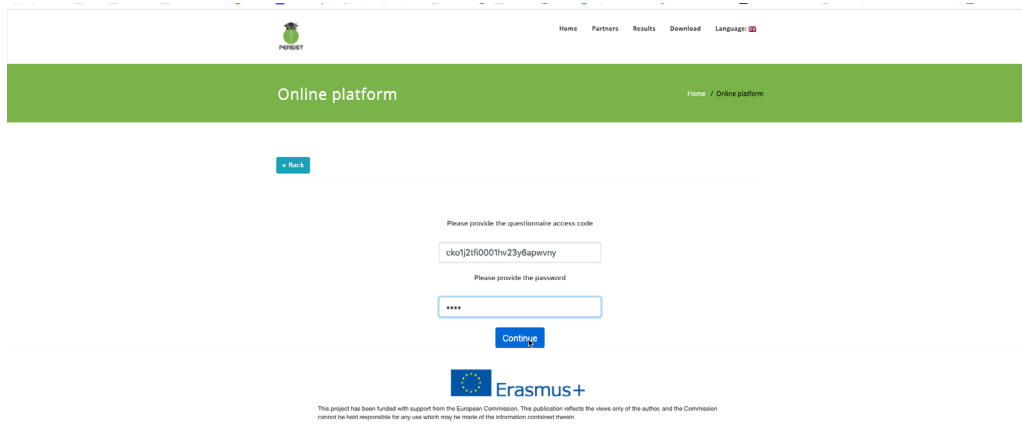 PERSIST
Home Partners Results Download Language:
Online platform
Home / Online platform
« Back
Please provide the questionnaire access code
cko1j2tfi0001hv23y6apwvny
Please provide the password
••••
Continue
Erasmus+
This project has been funded with support from the European Commission. This publication reflects the views only of the author, and the Commission
cannot be held responsible for any use which may be made of the information contained therein.